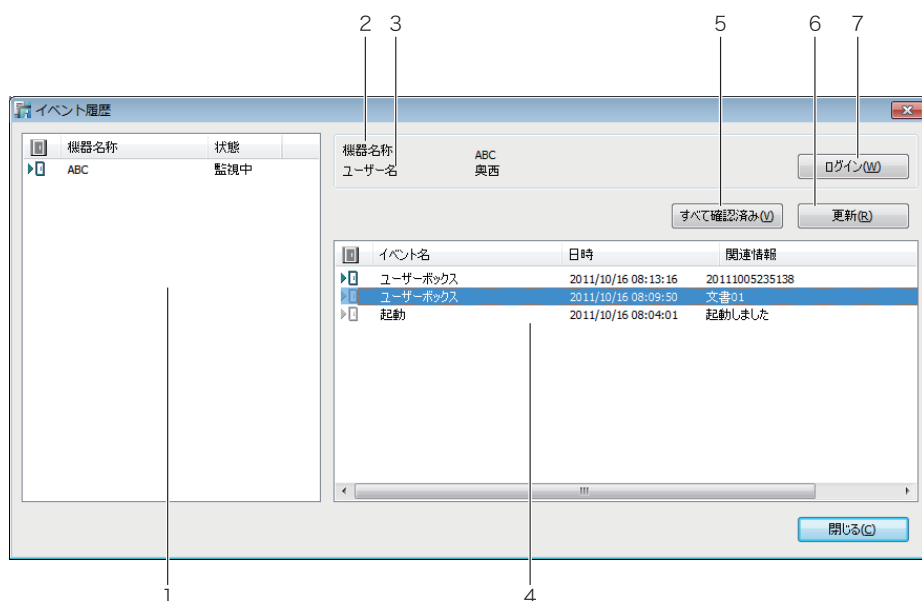 2 3 5 6 7
イベント履歴
機器名称 状態
ABC 監視中
機器名称 ABC
ユーザー名 奥西
ログイン(W)
すべて確認済み(V) 更新(R)
イベント名 日時 関連情報
ユーザーボックス 2011/10/16 08:13:16 20111005235138
ユーザーボックス 2011/10/16 08:09:50 文書01
起動 2011/10/16 08:04:01 起動しました
閉じる(C)
1 4